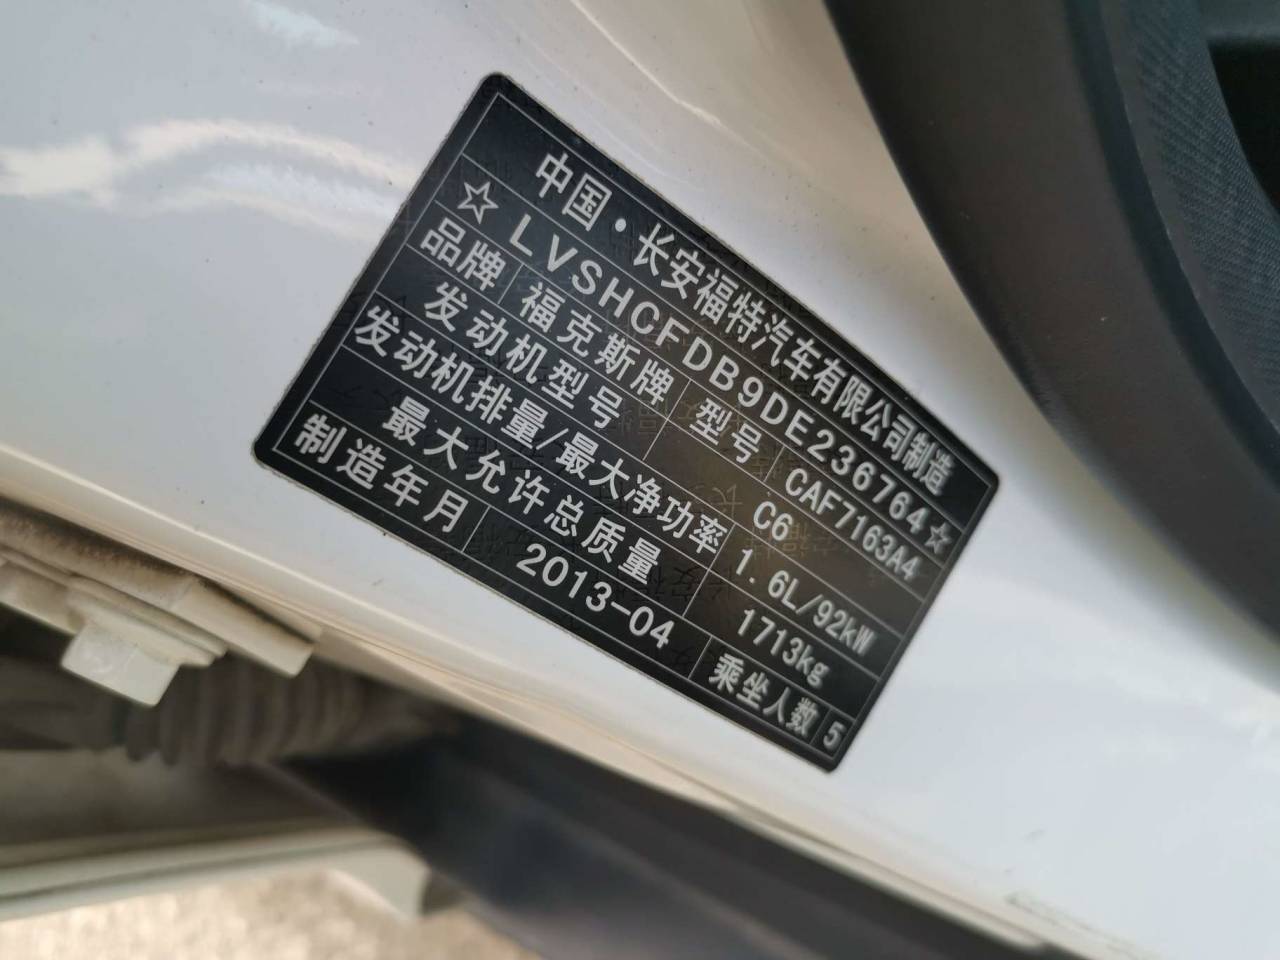 中国·长安福特汽车有限公司制造
☆LVSHCFDB9DE236764☆
品牌 福克斯牌 型号 CAF7163A4
发动机型号 C6
发动机排量/最大净功率 1.6L/92kW
最大允许总质量 1713kg
制造年月 2013-04 乘坐人数 5